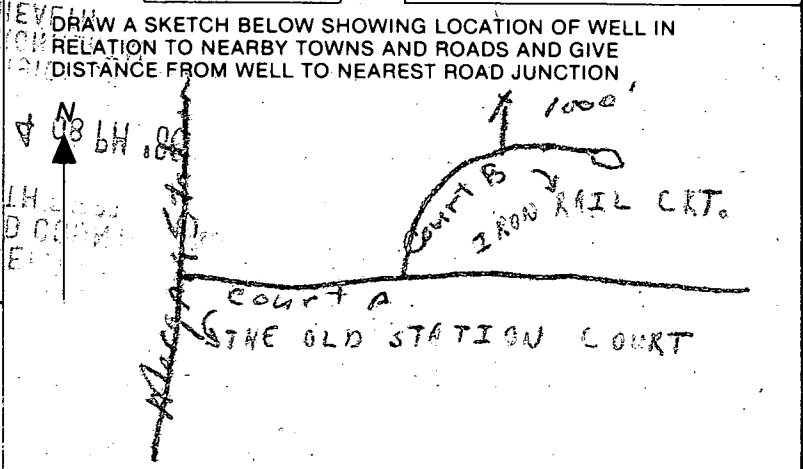 DRAW A SKETCH BELOW SHOWING LOCATION OF WELL IN
RELATION TO NEARBY TOWNS AND ROADS AND GIVE
DISTANCE FROM WELL TO NEAREST ROAD JUNCTION
N
1000'
Court B
IRON RAIL CRT.
Court A
THE OLD STATION COURT